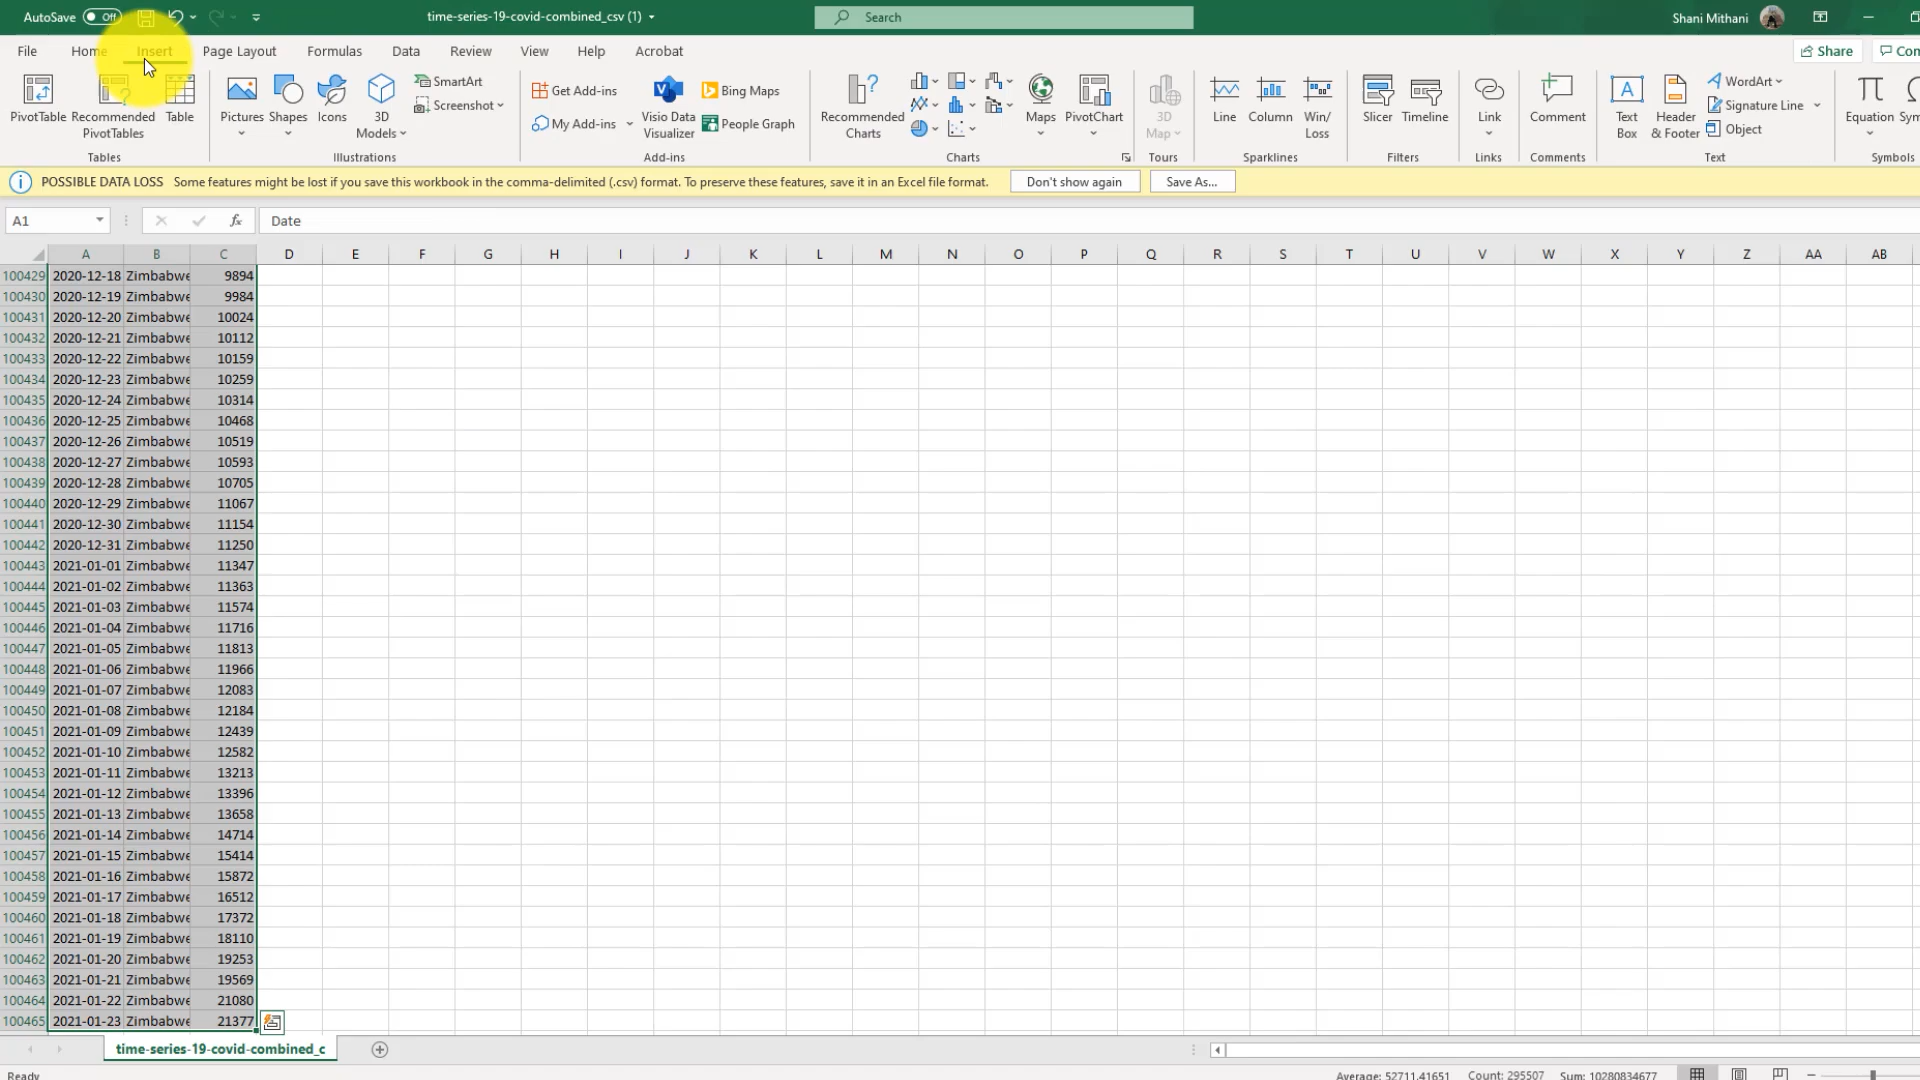 AutoSave Off time-series-19-covid-combined_csv (1) Search Shani Mithani
File Home Insert Page Layout Formulas Data Review View Help Acrobat Share
PivotTable Recommended PivotTables Table Pictures Shapes Icons 3D Models SmartArt Screenshot Get Add-ins My Add-ins Visio Data Visualizer Bing Maps People Graph Recommended Charts Maps PivotChart 3D Map Line Column Win/Loss Slicer Timeline Link Comment Text Box Header & Footer WordArt Signature Line Object Equation
Tables Illustrations Add-ins Charts Tours Sparklines Filters Links Comments Text Symbols
POSSIBLE DATA LOSS Some features might be lost if you save this workbook in the comma-delimited (.csv) format. To preserve these features, save it in an Excel file format. Don't show again Save As...
A1 fx Date
A B C D E F G H I J K L M N O P Q R S T U V W X Y Z AA AB
100429 2020-12-18 Zimbabwe 9894
100430 2020-12-19 Zimbabwe 9984
100431 2020-12-20 Zimbabwe 10024
100432 2020-12-21 Zimbabwe 10112
100433 2020-12-22 Zimbabwe 10159
100434 2020-12-23 Zimbabwe 10259
100435 2020-12-24 Zimbabwe 10314
100436 2020-12-25 Zimbabwe 10468
100437 2020-12-26 Zimbabwe 10519
100438 2020-12-27 Zimbabwe 10593
100439 2020-12-28 Zimbabwe 10705
100440 2020-12-29 Zimbabwe 11067
100441 2020-12-30 Zimbabwe 11154
100442 2020-12-31 Zimbabwe 11250
100443 2021-01-01 Zimbabwe 11347
100444 2021-01-02 Zimbabwe 11363
100445 2021-01-03 Zimbabwe 11574
100446 2021-01-04 Zimbabwe 11716
100447 2021-01-05 Zimbabwe 11813
100448 2021-01-06 Zimbabwe 11966
100449 2021-01-07 Zimbabwe 12083
100450 2021-01-08 Zimbabwe 12184
100451 2021-01-09 Zimbabwe 12439
100452 2021-01-10 Zimbabwe 12582
100453 2021-01-11 Zimbabwe 13213
100454 2021-01-12 Zimbabwe 13396
100455 2021-01-13 Zimbabwe 13658
100456 2021-01-14 Zimbabwe 14714
100457 2021-01-15 Zimbabwe 15414
100458 2021-01-16 Zimbabwe 15872
100459 2021-01-17 Zimbabwe 16512
100460 2021-01-18 Zimbabwe 17372
100461 2021-01-19 Zimbabwe 18110
100462 2021-01-20 Zimbabwe 19253
100463 2021-01-21 Zimbabwe 19569
100464 2021-01-22 Zimbabwe 21080
100465 2021-01-23 Zimbabwe 21377
time-series-19-covid-combined_c
Ready Average: 52711.41651 Count: 295507 Sum: 10280834677